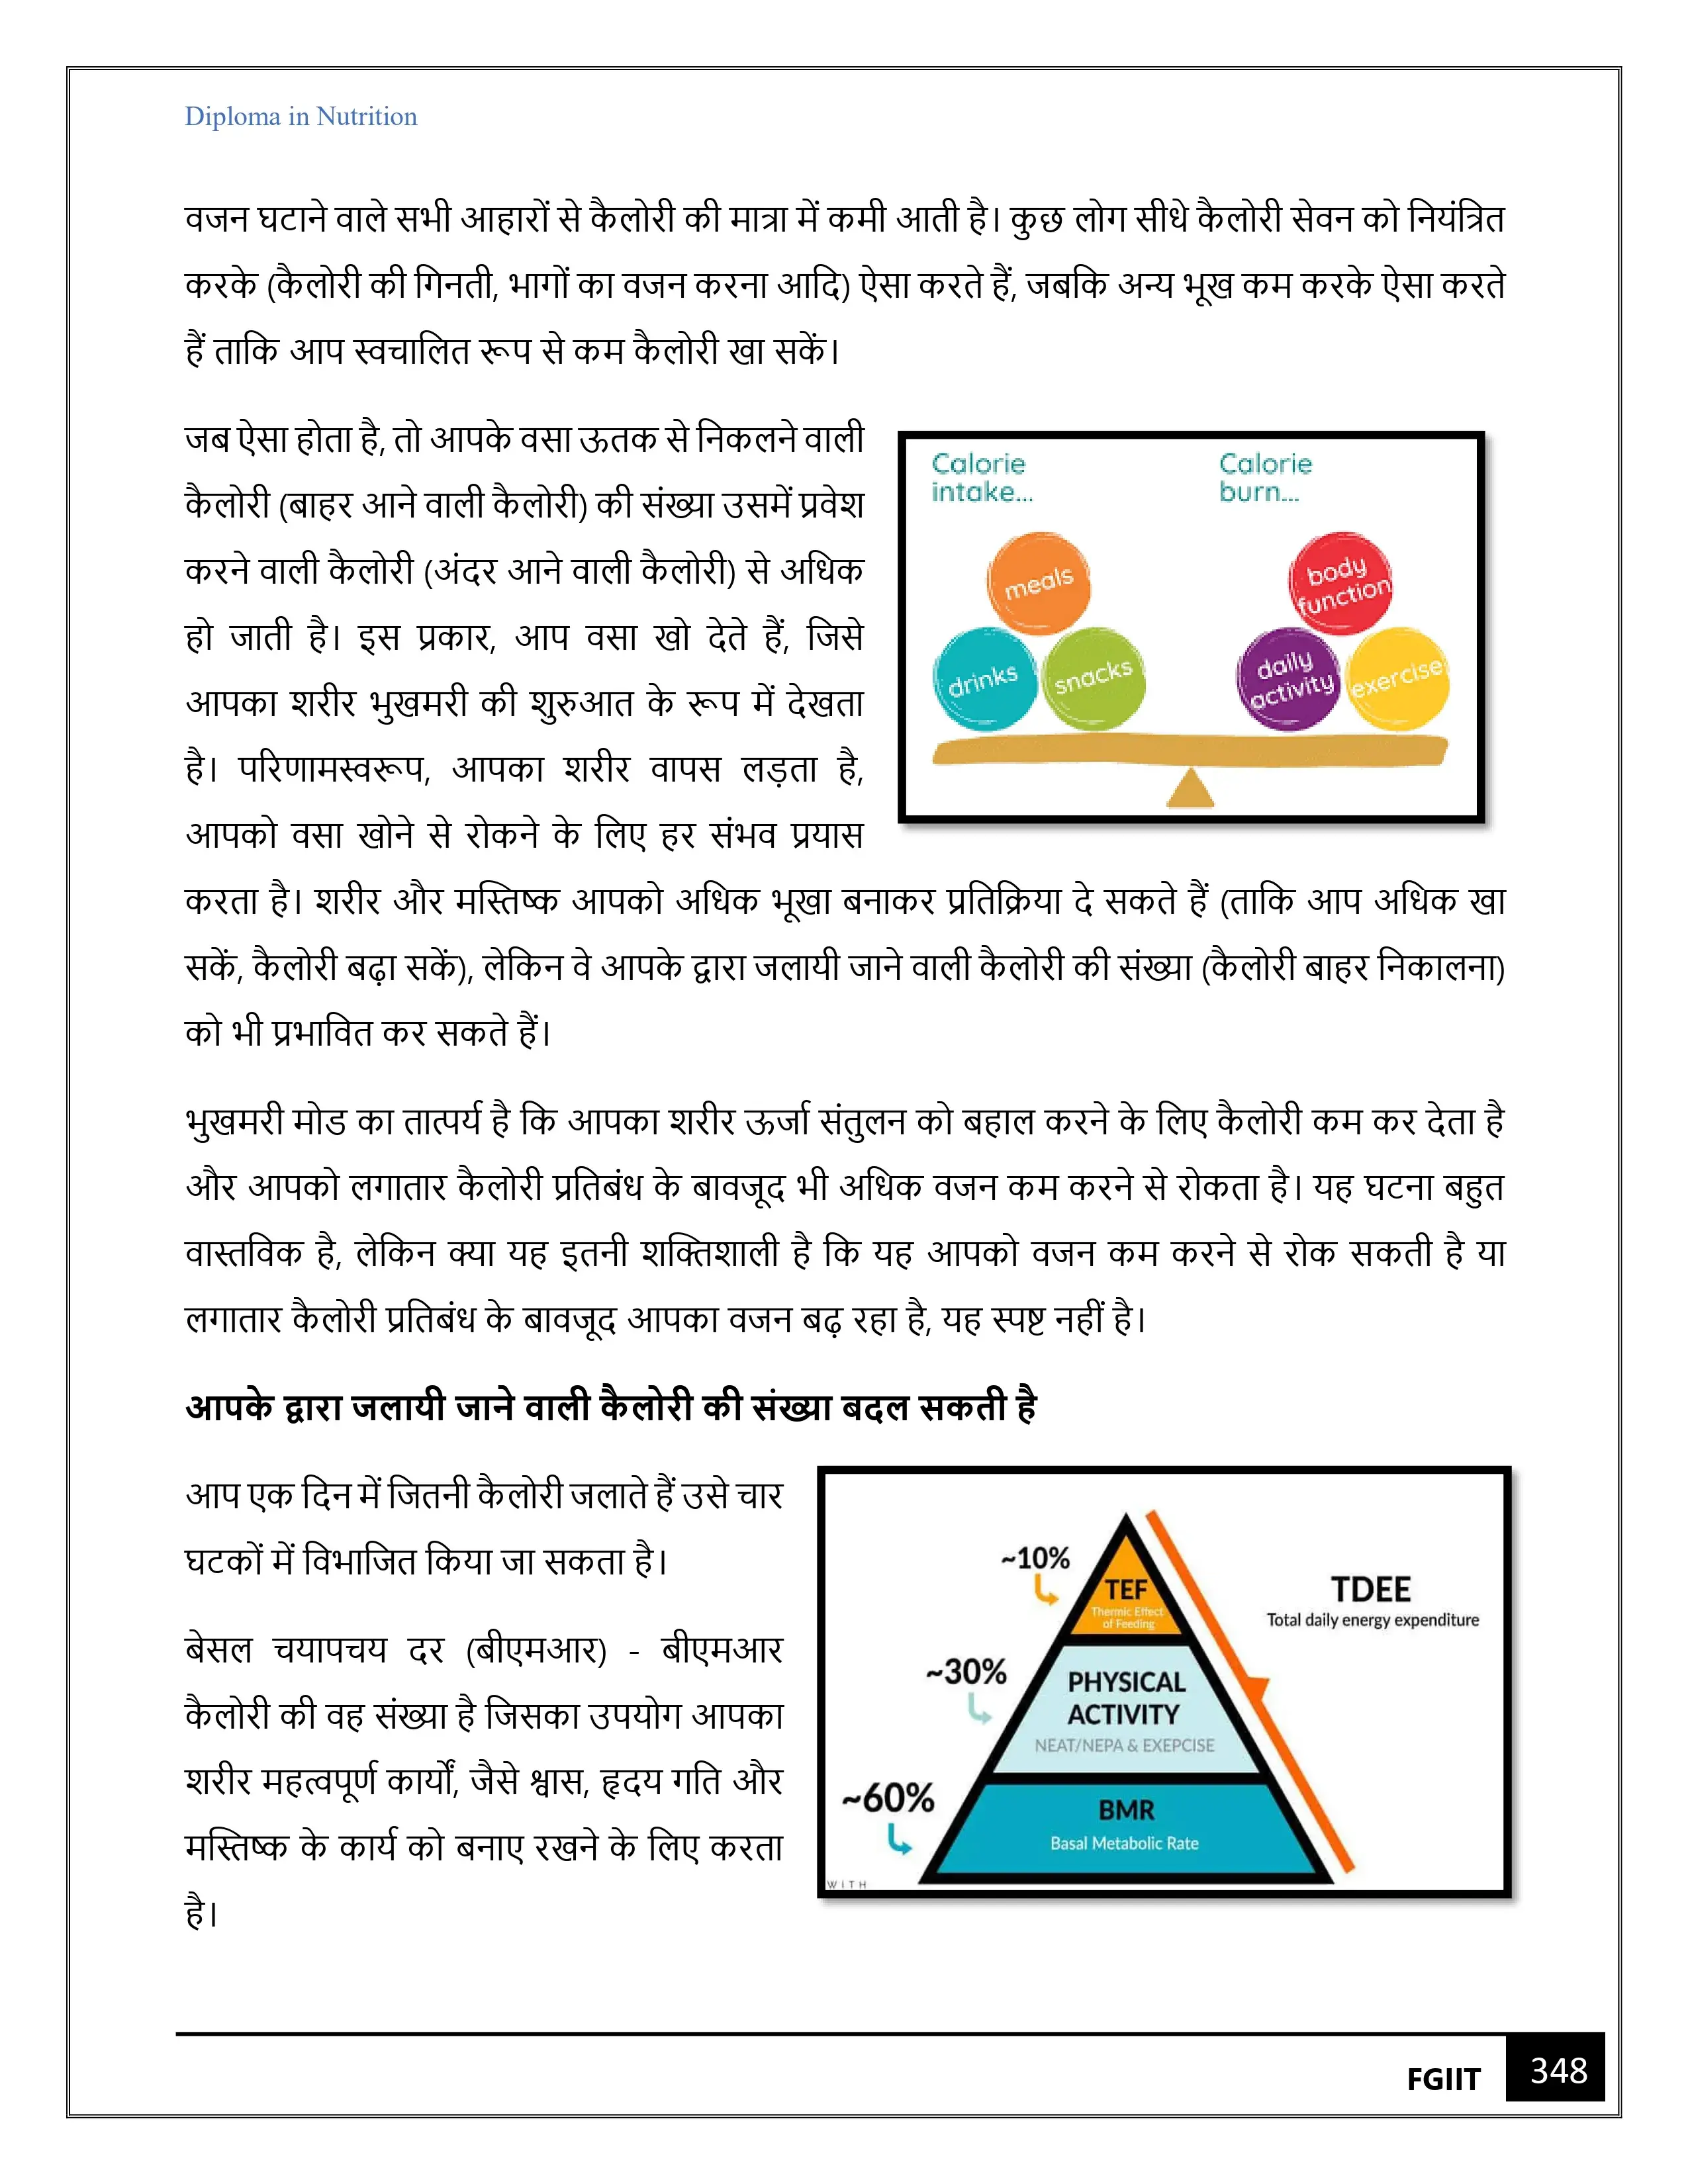 Diploma in Nutrition
वजन घटाने वाले सभी आहारों से कैलोरी की मात्रा में कमी आती है। कुछ लोग सीधे कैलोरी सेवन को नियंत्रित
करके (कैलोरी की गिनती, भागों का वजन करना आदि) ऐसा करते हैं, जबकि अन्य भूख कम करके ऐसा करते
हैं ताकि आप स्वचालित रूप से कम कैलोरी खा सकें।
जब ऐसा होता है, तो आपके वसा ऊतक से निकलने वाली
कैलोरी (बाहर आने वाली कैलोरी) की संख्या उसमें प्रवेश
करने वाली कैलोरी (अंदर आने वाली कैलोरी) से अधिक
हो जाती है। इस प्रकार, आप वसा खो देते हैं, जिसे
आपका शरीर भुखमरी की शुरुआत के रूप में देखता
है। परिणामस्वरूप, आपका शरीर वापस लड़ता है,
आपको वसा खोने से रोकने के लिए हर संभव प्रयास
Calorie
intake...
Calorie
burn...
meals
drinks
snacks
body
function
daily
activity
exercise
करता है। शरीर और मस्तिष्क आपको अधिक भूखा बनाकर प्रतिक्रिया दे सकते हैं (ताकि आप अधिक खा
सकें, कैलोरी बढ़ा सकें), लेकिन वे आपके द्वारा जलायी जाने वाली कैलोरी की संख्या (कैलोरी बाहर निकालना)
को भी प्रभावित कर सकते हैं।
भुखमरी मोड का तात्पर्य है कि आपका शरीर ऊर्जा संतुलन को बहाल करने के लिए कैलोरी कम कर देता है
और आपको लगातार कैलोरी प्रतिबंध के बावजूद भी अधिक वजन कम करने से रोकता है। यह घटना बहुत
वास्तविक है, लेकिन क्या यह इतनी शक्तिशाली है कि यह आपको वजन कम करने से रोक सकती है या
लगातार कैलोरी प्रतिबंध के बावजूद आपका वजन बढ़ रहा है, यह स्पष्ट नहीं है।
आपके द्वारा जलायी जाने वाली कैलोरी की संख्या बदल सकती है
आप एक दिन में जितनी कैलोरी जलाते हैं उसे चार
घटकों में विभाजित किया जा सकता है।
बेसल चयापचय दर (बीएमआर) - बीएमआर
कैलोरी की वह संख्या है जिसका उपयोग आपका
शरीर महत्वपूर्ण कार्यों, जैसे श्वास, हृदय गति और
मस्तिष्क के कार्य को बनाए रखने के लिए करता
है।
~10%
TEF
Thermic Effect
of Feeding
TDEE
Total daily energy expenditure
~30%
PHYSICAL
ACTIVITY
NEAT/NEPA & EXEPCISE
~60%
BMR
Basal Metabolic Rate
WITH
FGIIT
348